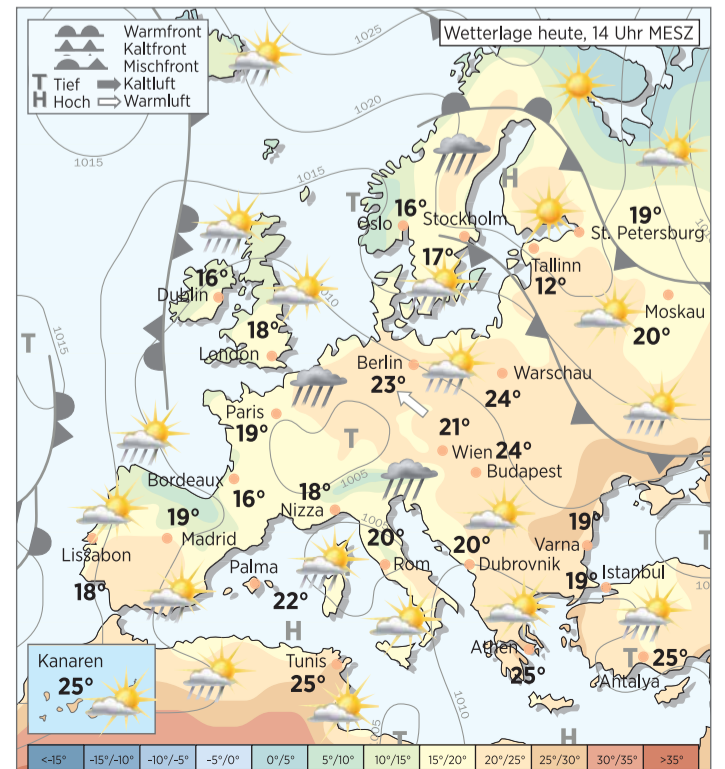 Warmfront
Kaltfront
Mischfront
T Tief Kaltluft
H Hoch Warmluft
Wetterlage heute, 14 Uhr MESZ
1025
1020
1015
1015
T
H
16°
Oslo
Stockholm
17°
19°
St. Petersburg
Tallinn
12°
Moskau
20°
16°
Dublin
18°
London
1010
T
1015
Berlin
23°
Warschau
24°
Paris
19°
T
21°
Wien
24°
Budapest
1005
Bordeaux
16°
18°
Nizza
1005
19°
Madrid
Lissabon
18°
20°
Rom
20°
Dubrovnik
19°
Varna
T
19°
Istanbul
Palma
22°
H
Athen
25°
T
25°
Antalya
Kanaren
25°
Tunis
25°
1010
1005
T
H
<-15°
-15°/-10°
-10°/-5°
-5°/0°
0°/5°
5°/10°
10°/15°
15°/20°
20°/25°
25°/30°
30°/35°
>35°